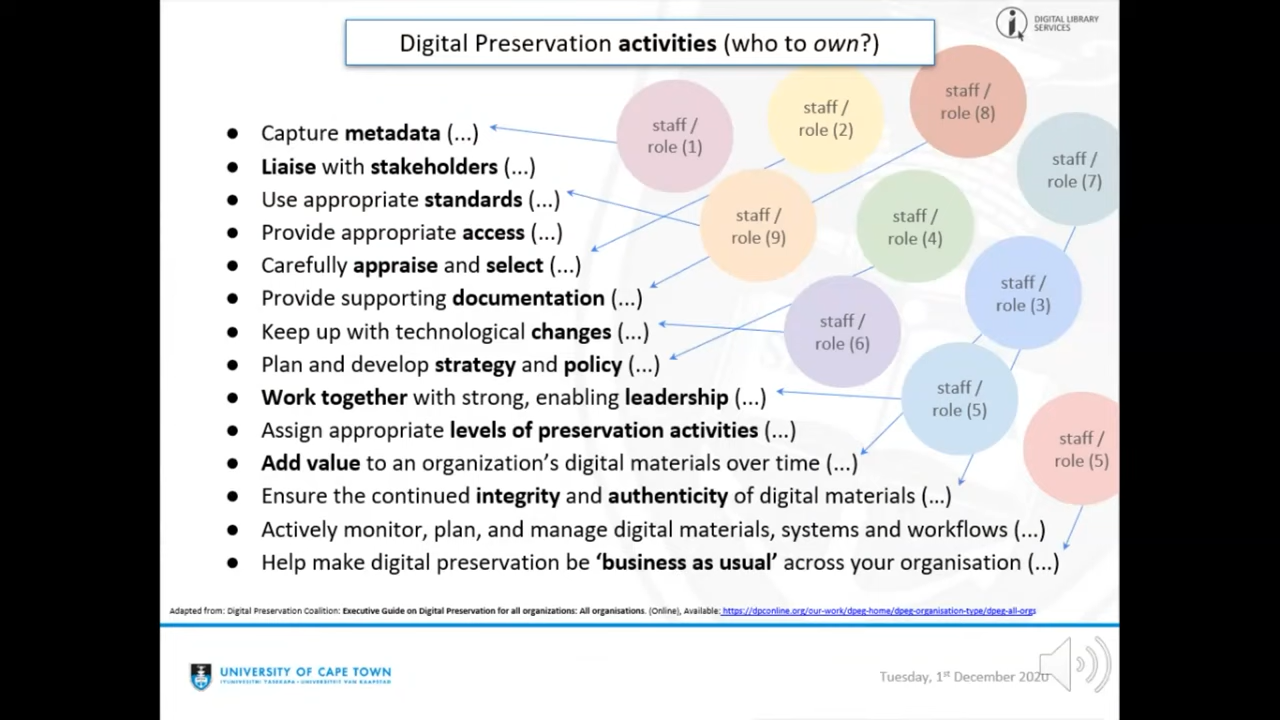 DIGITAL LIBRARY
SERVICES
Digital Preservation activities (who to own?)
staff /
role (1)
staff /
role (2)
staff /
role (8)
staff /
role (7)
staff /
role (9)
staff /
role (4)
staff /
role (3)
staff /
role (6)
staff /
role (5)
staff /
role (5)
● Capture metadata (...)
● Liaise with stakeholders (...)
● Use appropriate standards (...)
● Provide appropriate access (...)
● Carefully appraise and select (...)
● Provide supporting documentation (...)
● Keep up with technological changes (...)
● Plan and develop strategy and policy (...)
● Work together with strong, enabling leadership (...)
● Assign appropriate levels of preservation activities (...)
● Add value to an organization's digital materials over time (...)
● Ensure the continued integrity and authenticity of digital materials (...)
● Actively monitor, plan, and manage digital materials, systems and workflows (...)
● Help make digital preservation be ‘business as usual’ across your organisation (...)
Adapted from: Digital Preservation Coalition: Executive Guide on Digital Preservation for all organizations: All organisations. (Online), Available: https://dpconline.org/our-work/dpeg-home/dpeg-organisation-type/dpeg-all-orgs
UNIVERSITY OF CAPE TOWN
Tuesday, 1st December 2020